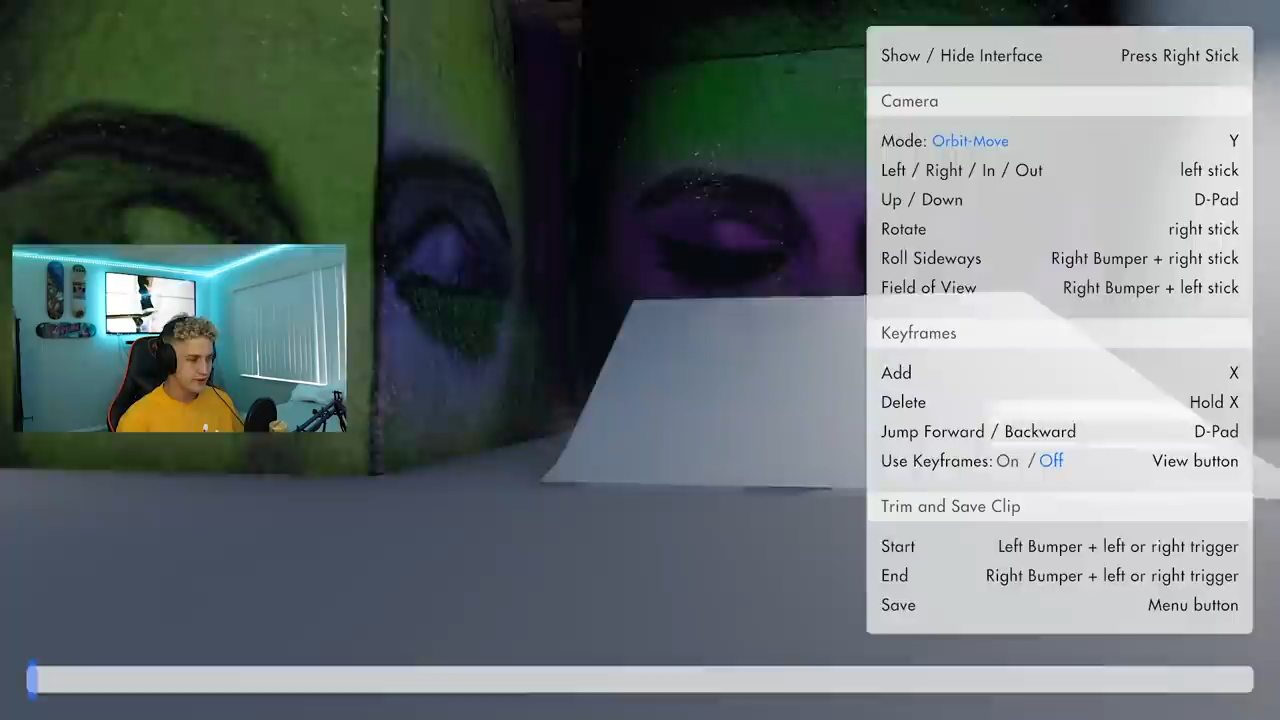 Show / Hide Interface Press Right Stick
Camera
Mode: Orbit-Move Y
Left / Right / In / Out left stick
Up / Down D-Pad
Rotate right stick
Roll Sideways Right Bumper + right stick
Field of View Right Bumper + left stick
Keyframes
Add X
Delete Hold X
Jump Forward / Backward D-Pad
Use Keyframes: On / Off View button
Trim and Save Clip
Start Left Bumper + left or right trigger
End Right Bumper + left or right trigger
Save Menu button